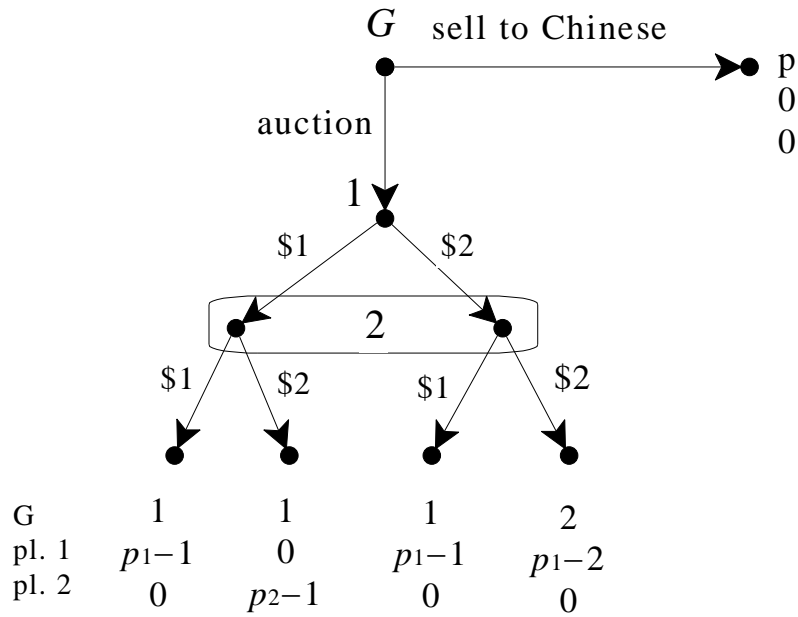 G sell to Chinese
p
0
0
auction
1
$1 $2
2
$1 $2 $1 $2
G 1 1 1 2
pl. 1 p1−1 0 p1−1 p1−2
pl. 2 0 p2−1 0 0